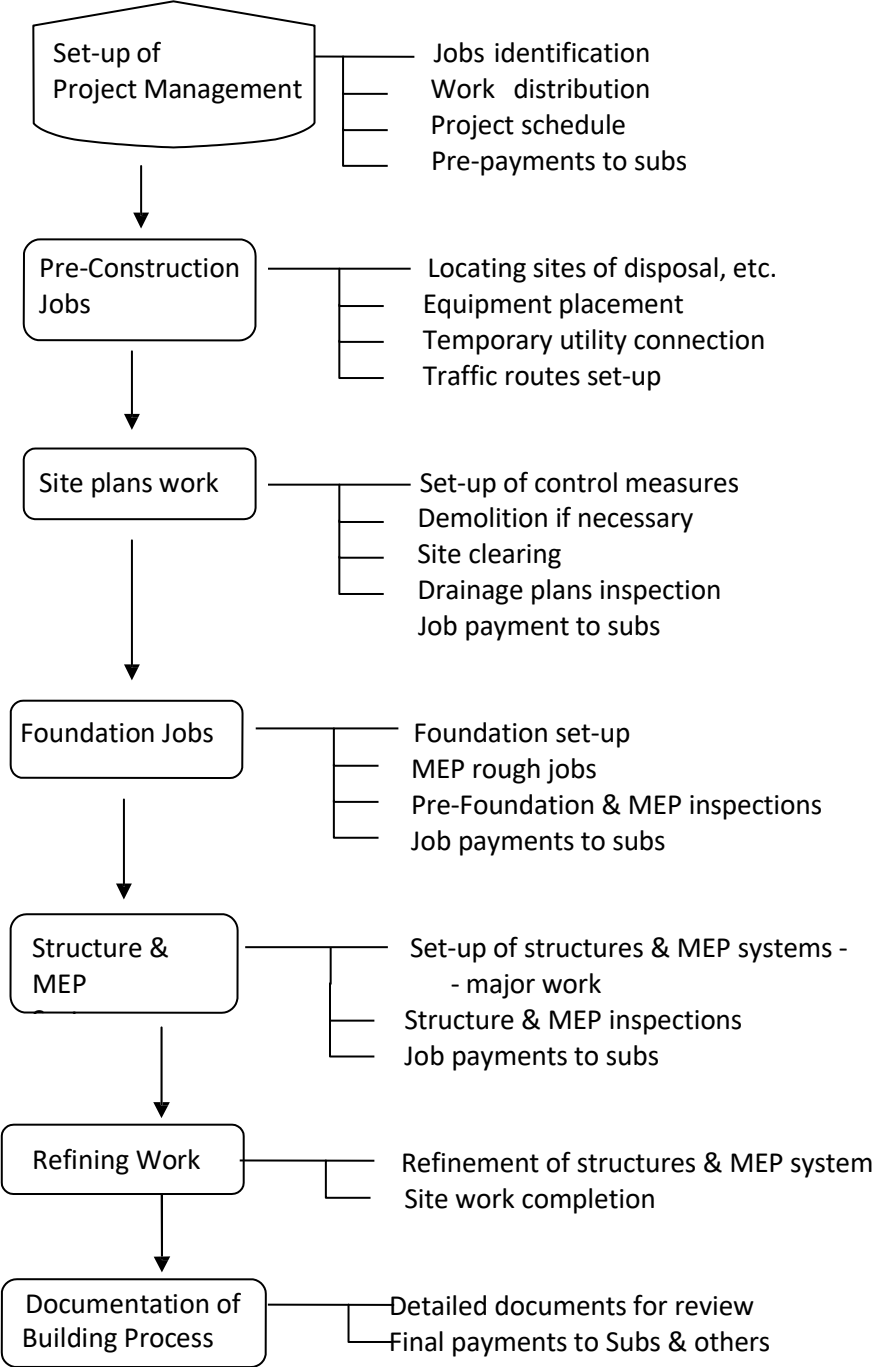 Set-up of
Project Management
Jobs identification
Work distribution
Project schedule
Pre-payments to subs
Pre-Construction
Jobs
Locating sites of disposal, etc.
Equipment placement
Temporary utility connection
Traffic routes set-up
Site plans work
Set-up of control measures
Demolition if necessary
Site clearing
Drainage plans inspection
Job payment to subs
Foundation Jobs
Foundation set-up
MEP rough jobs
Pre-Foundation & MEP inspections
Job payments to subs
Structure &
MEP
Set-up of structures & MEP systems -
- major work
Structure & MEP inspections
Job payments to subs
Refining Work
Refinement of structures & MEP system
Site work completion
Documentation of
Building Process
Detailed documents for review
Final payments to Subs & others